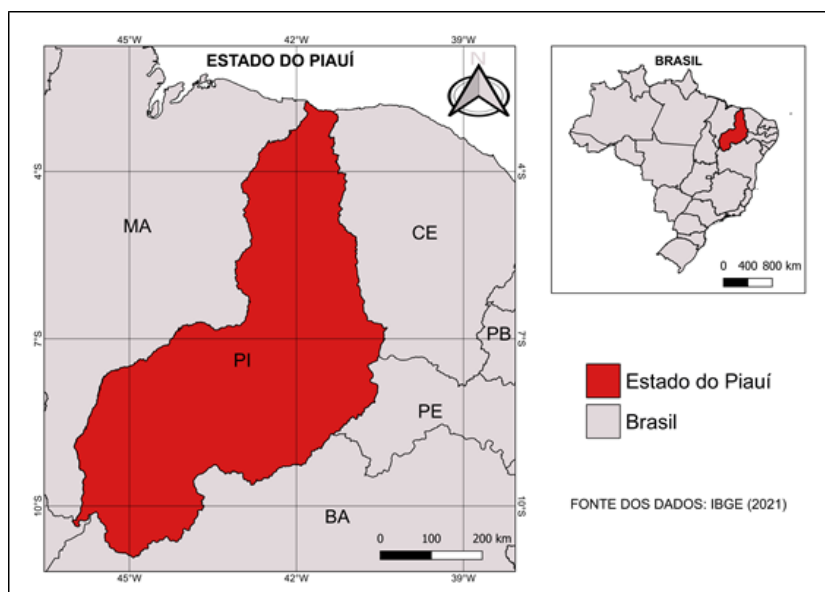 45°W 42°W 39°W
ESTADO DO PIAUÍ
N
4°S 4°S
MA
CE
PB
7°S 7°S
PI
PE
10°S 10°S
BA
0 100 200 km
45°W 42°W 39°W
BRASIL
0 400 800 km
Estado do Piauí
Brasil
FONTE DOS DADOS: IBGE (2021)